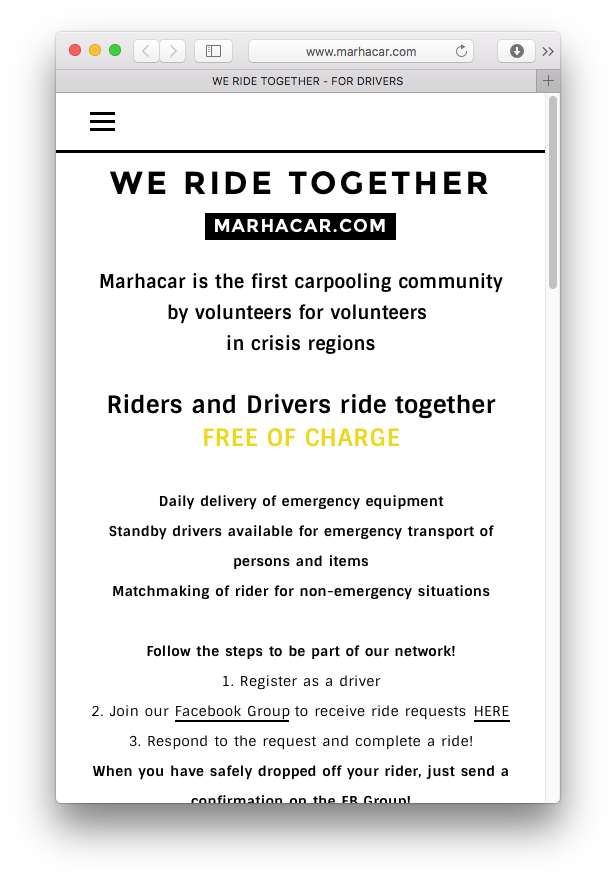 www.marhacar.com
WE RIDE TOGETHER - FOR DRIVERS
WE RIDE TOGETHER
MARHACAR.COM
Marhacar is the first carpooling community
by volunteers for volunteers
in crisis regions
Riders and Drivers ride together
FREE OF CHARGE
Daily delivery of emergency equipment
Standby drivers available for emergency transport of
persons and items
Matchmaking of rider for non-emergency situations
Follow the steps to be part of our network!
1. Register as a driver
2. Join our Facebook Group to receive ride requests HERE
3. Respond to the request and complete a ride!
When you have safely dropped off your rider, just send a
confirmation on the FB Group!